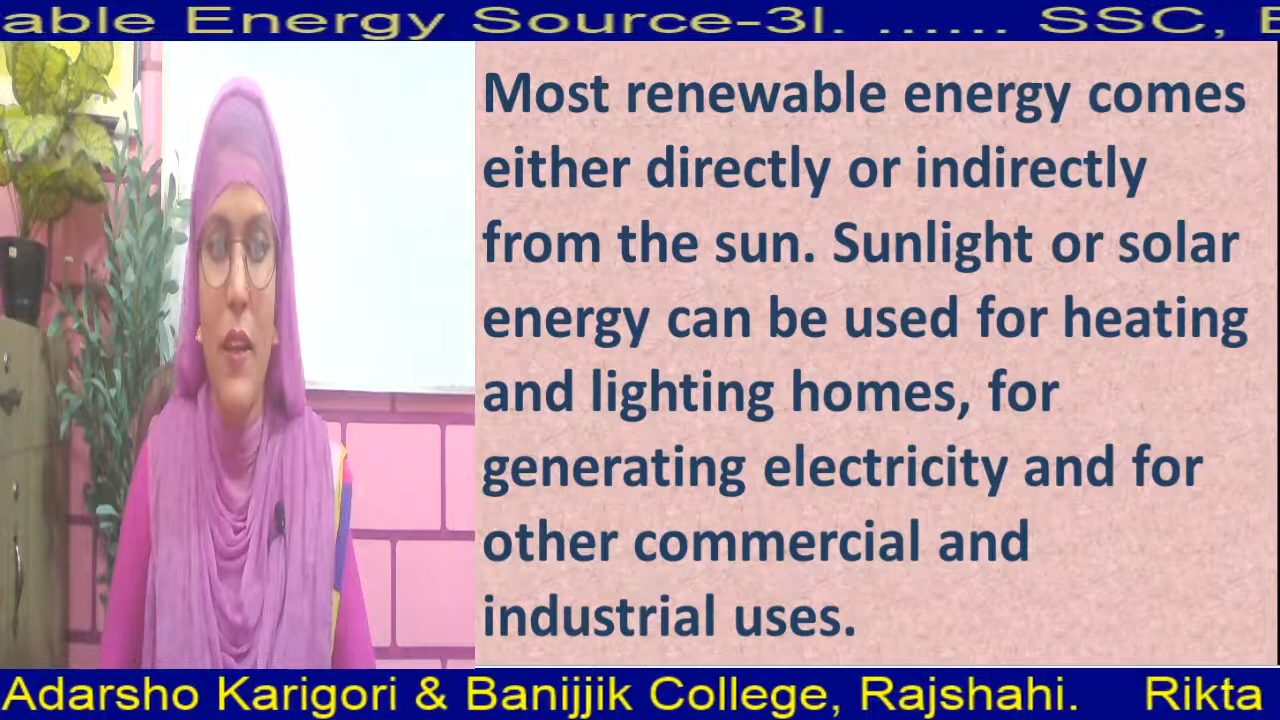 able Energy Source-3l. ...... SSC, E
Most renewable energy comes
either directly or indirectly
from the sun. Sunlight or solar
energy can be used for heating
and lighting homes, for
generating electricity and for
other commercial and
industrial uses.
Adarsho Karigori & Banijjik College, Rajshahi. Rikta